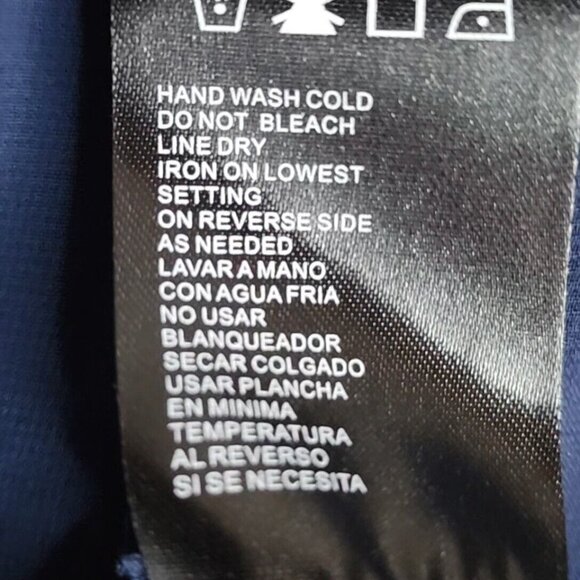 HAND WASH COLD
DO NOT BLEACH
LINE DRY
IRON ON LOWEST
SETTING
ON REVERSE SIDE
AS NEEDED
LAVAR A MANO
CON AGUA FRIA
NO USAR
BLANQUEADOR
SECAR COLGADO
USAR PLANCHA
EN MINIMA
TEMPERATURA
AL REVERSO
SI SE NECESITA